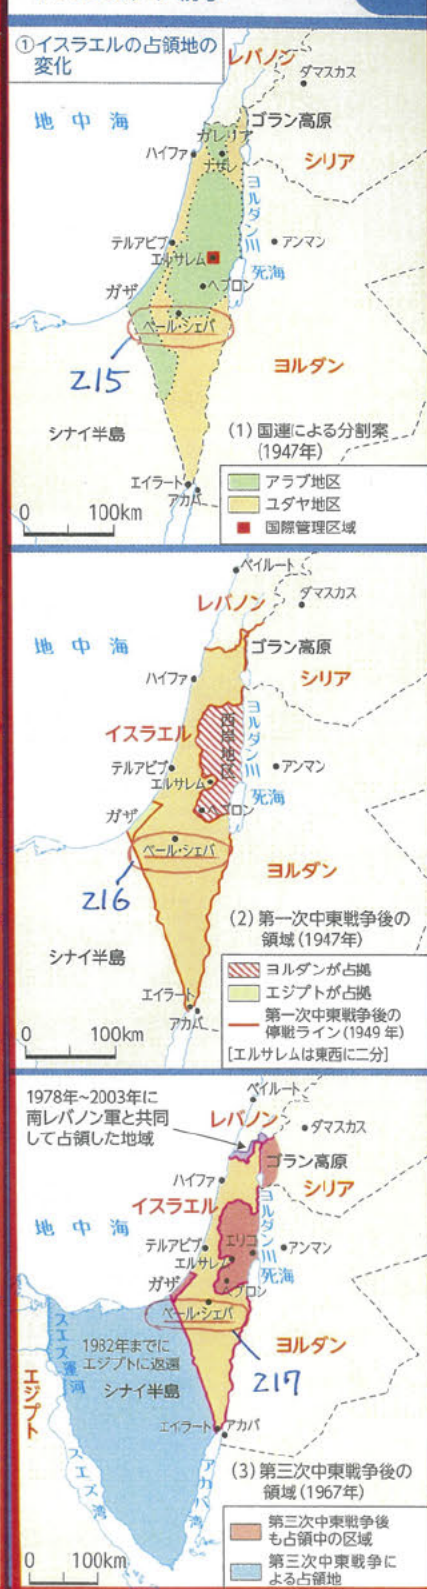 ①イスラエルの占領地の
変化
レバノン
ダマスカス
地中海
ゴラン高原
ガレリア
ハイファ
ナザレ
シリア
ヨルダン川
テルアビブ
アンマン
エルサレム
死海
ガザ
ヘブロン
ベール・シェバ
215
ヨルダン
シナイ半島
(1) 国連による分割案
(1947年)
エイラート
アカバ
アラブ地区
ユダヤ地区
国際管理区域
0 100km
ベイルート
レバノン
ダマスカス
地中海
ゴラン高原
ハイファ
シリア
イスラエル
西岸地区
ヨルダン川
テルアビブ
アンマン
エルサレム
死海
ガザ
ヘブロン
ベール・シェバ
ヨルダン
216
シナイ半島
(2) 第一次中東戦争後の
領域(1947年)
ヨルダンが占拠
エジプトが占拠
エイラート
アカバ
第一次中東戦争後の
停戦ライン(1949年)
[エルサレムは東西に二分]
0 100km
1978年~2003年に
南レバノン軍と共同
して占領した地域
ベイルート
レバノン
ダマスカス
ゴラン高原
ハイファ
シリア
イスラエル
地中海
ヨルダン川
テルアビブ
エリコ
アンマン
エルサレム
死海
ガザ
ヘブロン
ベール・シェバ
スエズ運河
1982年までに
エジプトに返還
ヨルダン
エジプト
シナイ半島
217
エイラート
アカバ
スエズ湾
アカバ湾
(3) 第三次中東戦争後の
領域(1967年)
第三次中東戦争後
も占領中の区域
第三次中東戦争に
よる占領地
0 100km